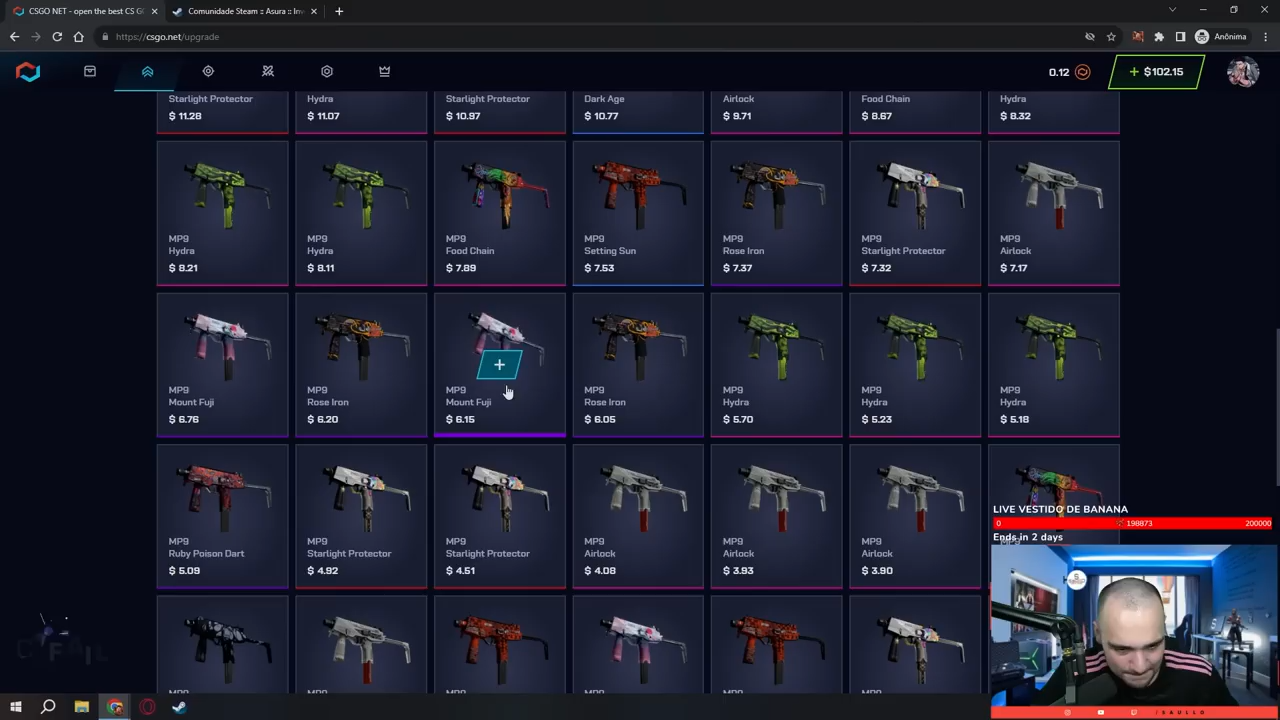 CSGO NET - open the best CS G
Comunidade Steam :: Asura :: Inv
https://csgo.net/upgrade
Anônima
0.12
+ $102.15
Starlight Protector
$ 11.28
Hydra
$ 11.07
Starlight Protector
$ 10.97
Dark Age
$ 10.77
Airlock
$ 9.71
Food Chain
$ 8.67
Hydra
$ 8.32
MP9
Hydra
$ 8.21
MP9
Hydra
$ 8.11
MP9
Food Chain
$ 7.89
MP9
Setting Sun
$ 7.53
MP9
Rose Iron
$ 7.37
MP9
Starlight Protector
$ 7.32
MP9
Airlock
$ 7.17
MP9
Mount Fuji
$ 6.76
MP9
Rose Iron
$ 6.20
MP9
Mount Fuji
$ 6.15
MP9
Rose Iron
$ 6.05
MP9
Hydra
$ 5.70
MP9
Hydra
$ 5.23
MP9
Hydra
$ 5.18
MP9
Ruby Poison Dart
$ 5.09
MP9
Starlight Protector
$ 4.92
MP9
Starlight Protector
$ 4.51
MP9
Airlock
$ 4.08
MP9
Airlock
$ 3.93
MP9
Airlock
$ 3.90
LIVE VESTIDO DE BANANA
0 198873 200000
Ends in 2 days
/SAULLO